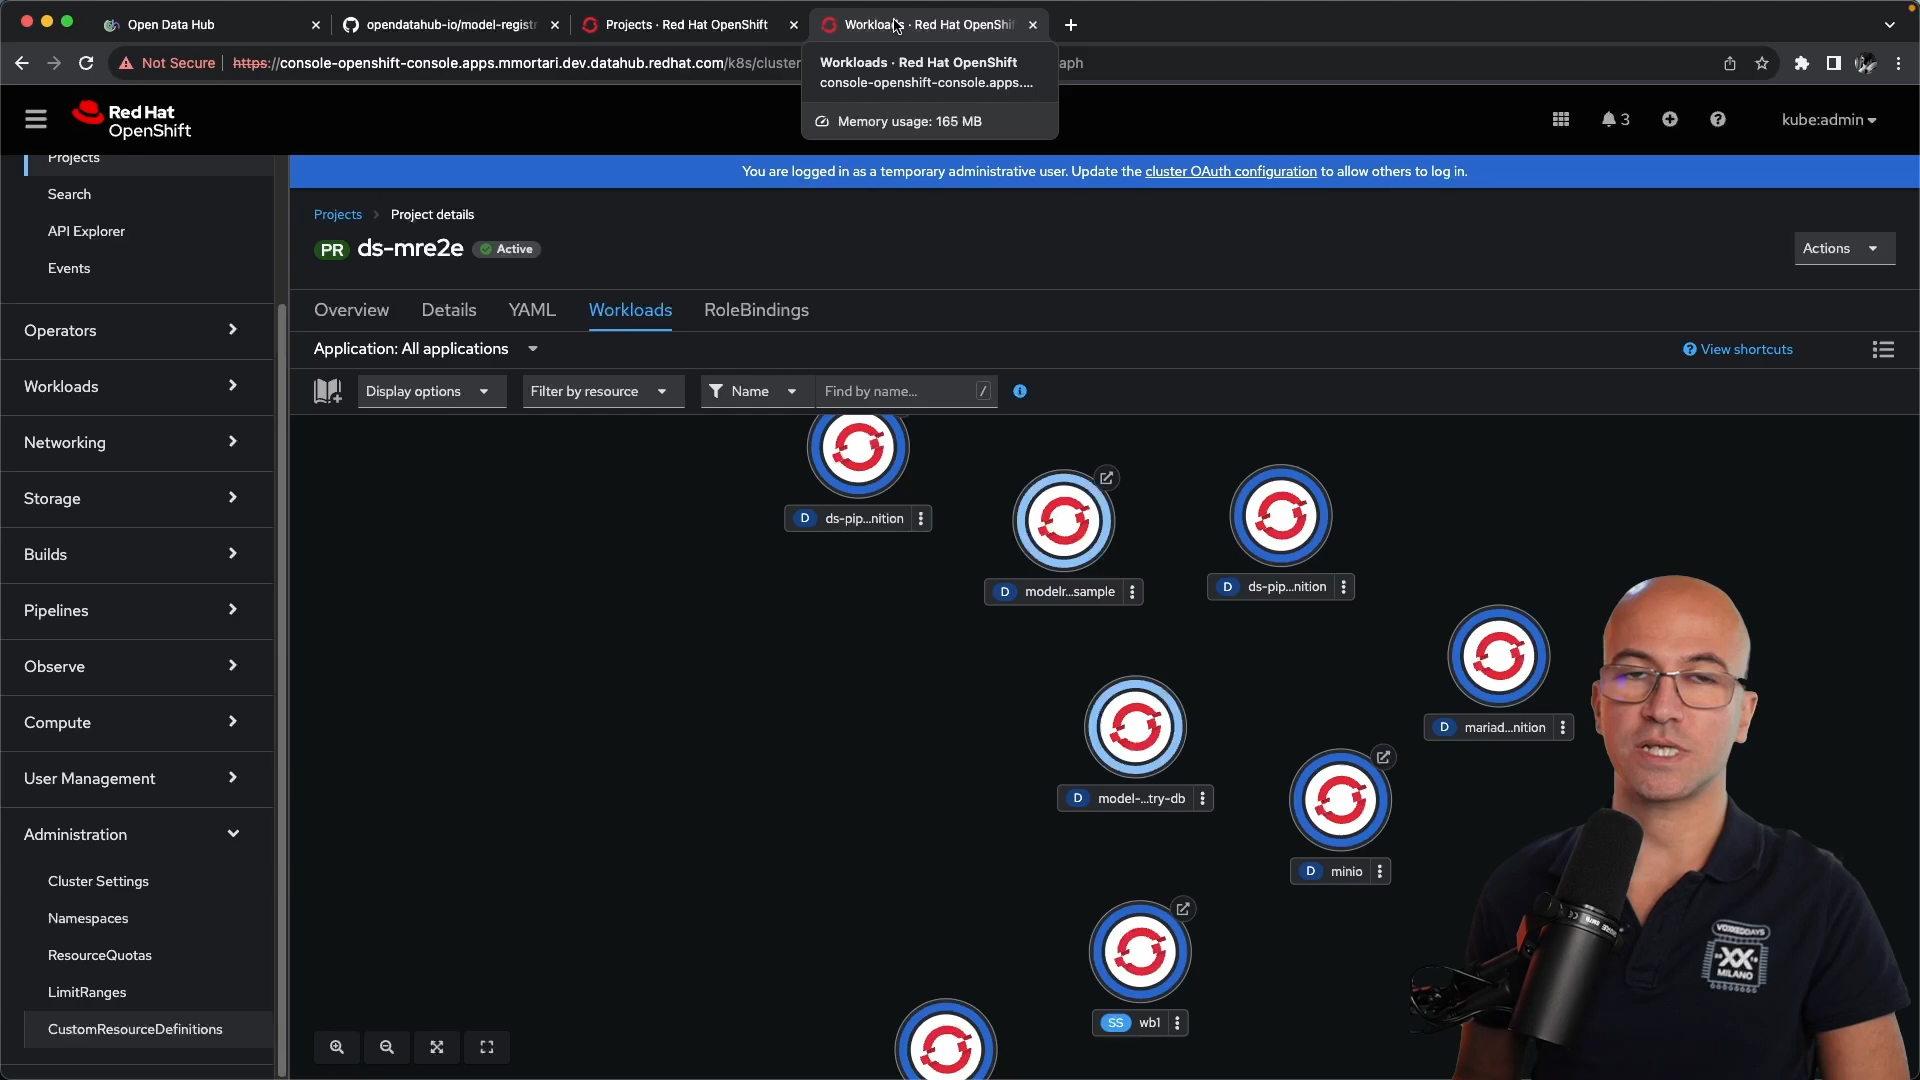 Open Data Hub
opendatahub-io/model-registr
Projects · Red Hat OpenShift
Workloads · Red Hat OpenShif
Not Secure
https://console-openshift-console.apps.mmortari.dev.datahub.redhat.com/k8s/cluster
aph
Workloads · Red Hat OpenShift
console-openshift-console.apps....
Memory usage: 165 MB
Red Hat
OpenShift
3
kube:admin
You are logged in as a temporary administrative user. Update the cluster OAuth configuration to allow others to log in.
Projects
Search
API Explorer
Events
Operators
Workloads
Networking
Storage
Builds
Pipelines
Observe
Compute
User Management
Administration
Cluster Settings
Namespaces
ResourceQuotas
LimitRanges
CustomResourceDefinitions
Projects
Project details
PR ds-mre2e Active
Actions
Overview
Details
YAML
Workloads
RoleBindings
Application: All applications
View shortcuts
Display options
Filter by resource
Name
Find by name...
/
D ds-pip...nition
D modelr...sample
D ds-pip...nition
D mariad...nition
D model-...try-db
D minio
SS wb1
VOXXEDDAYS
XX
MILANO